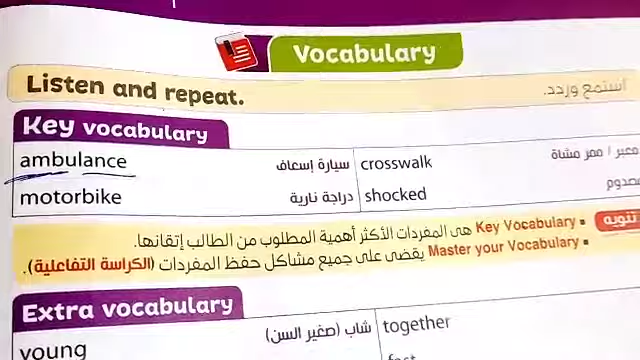 Vocabulary
Listen and repeat.
استمع وردد.
Key vocabulary
ambulance سيارة إسعاف crosswalk معبر / ممر مشاة
motorbike دراجة نارية shocked مصدوم
تنويه
▪ Key Vocabulary هى المفردات الأكثر أهمية المطلوب من الطالب إتقانها.
▪ Master your Vocabulary يقضى على جميع مشاكل حفظ المفردات (الكراسة التفاعلية).
Extra vocabulary
young شاب (صغير السن) together